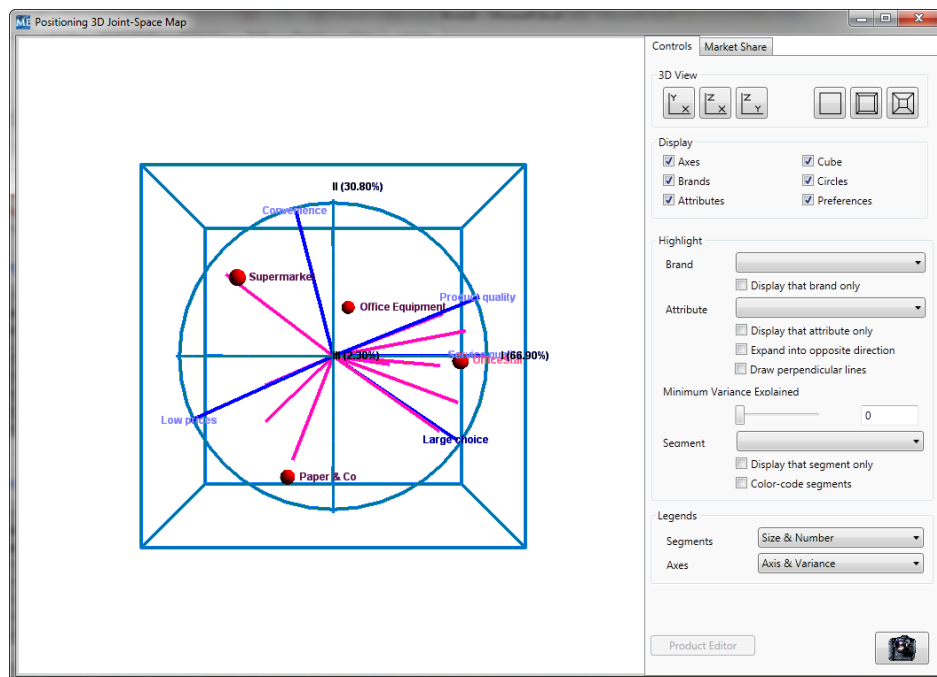 ME Positioning 3D Joint-Space Map
Controls Market Share
3D View
Y X Z X Z Y
Display
Axes Cube
Brands Circles
Attributes Preferences
Highlight
Brand
Display that brand only
Attribute
Display that attribute only
Expand into opposite direction
Draw perpendicular lines
Minimum Variance Explained
0
Segment
Display that segment only
Color-code segments
Legends
Segments Size & Number
Axes Axis & Variance
Product Editor
II (30.80%)
Convenience
Supermarket
Product quality
Office Equipment
III (2.30%) Service quality I (66.90%)
OfficeStar
Low prices
Large choice
Paper & Co